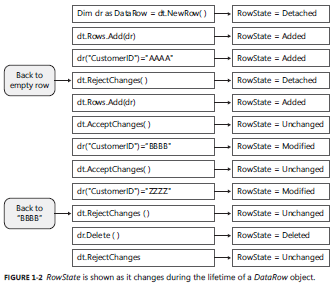 Dim dr as DataRow = dt.NewRow( )
RowState = Detached
dt.Rows.Add(dr)
RowState = Added
dr("CustomerID")="AAAA"
RowState = Added
Back to
empty row
dt.RejectChanges( )
RowState = Detached
dt.Rows.Add(dr)
RowState = Added
dt.AcceptChanges( )
RowState = Unchanged
dr("CustomerID")="BBBB"
RowState = Modified
dt.AcceptChanges( )
RowState = Unchanged
dr("CustomerID")="ZZZZ"
RowState = Modified
Back to
"BBBB"
dt.RejectChanges ( )
RowState = Unchanged
dr.Delete ( )
RowState = Deleted
dt.RejectChanges
RowState = Unchanged
FIGURE 1-2 RowState is shown as it changes during the lifetime of a DataRow object.